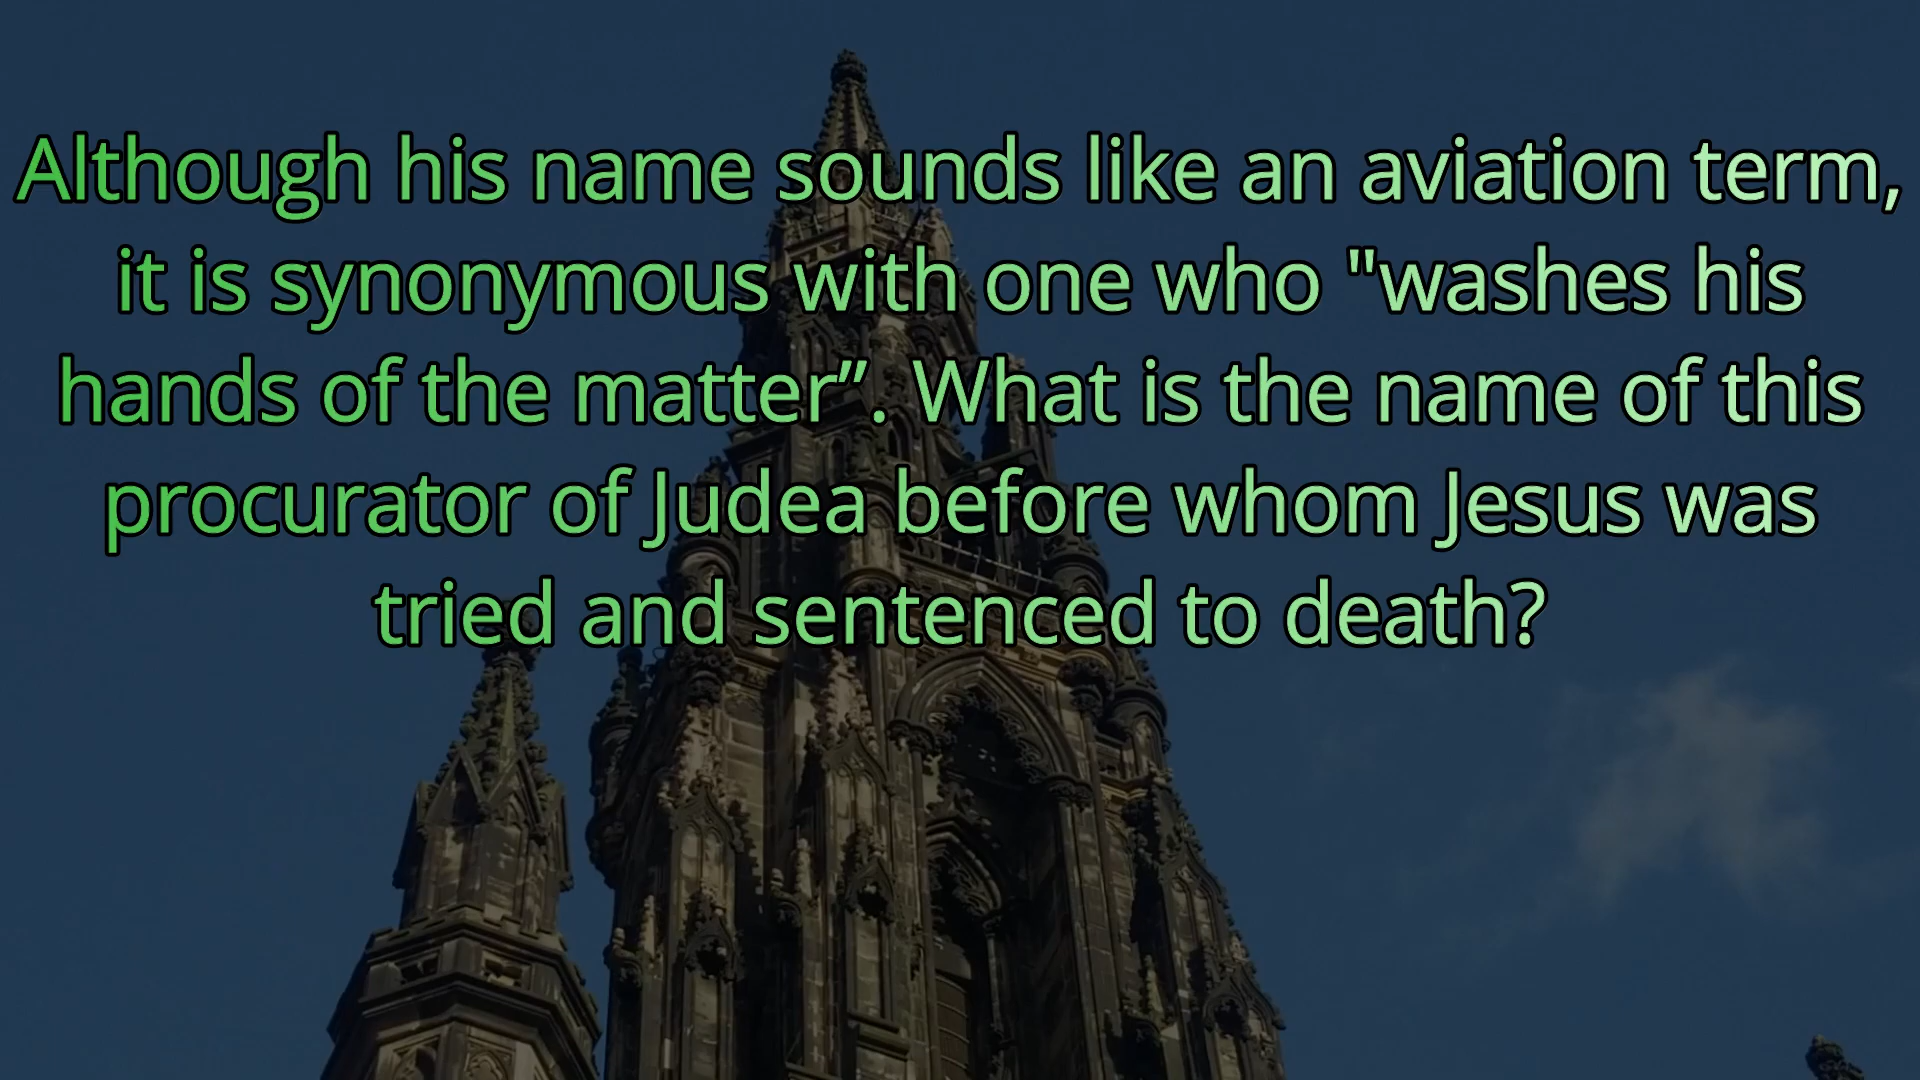 Although his name sounds like an aviation term,
it is synonymous with one who "washes his
hands of the matter”. What is the name of this
procurator of Judea before whom Jesus was
tried and sentenced to death?